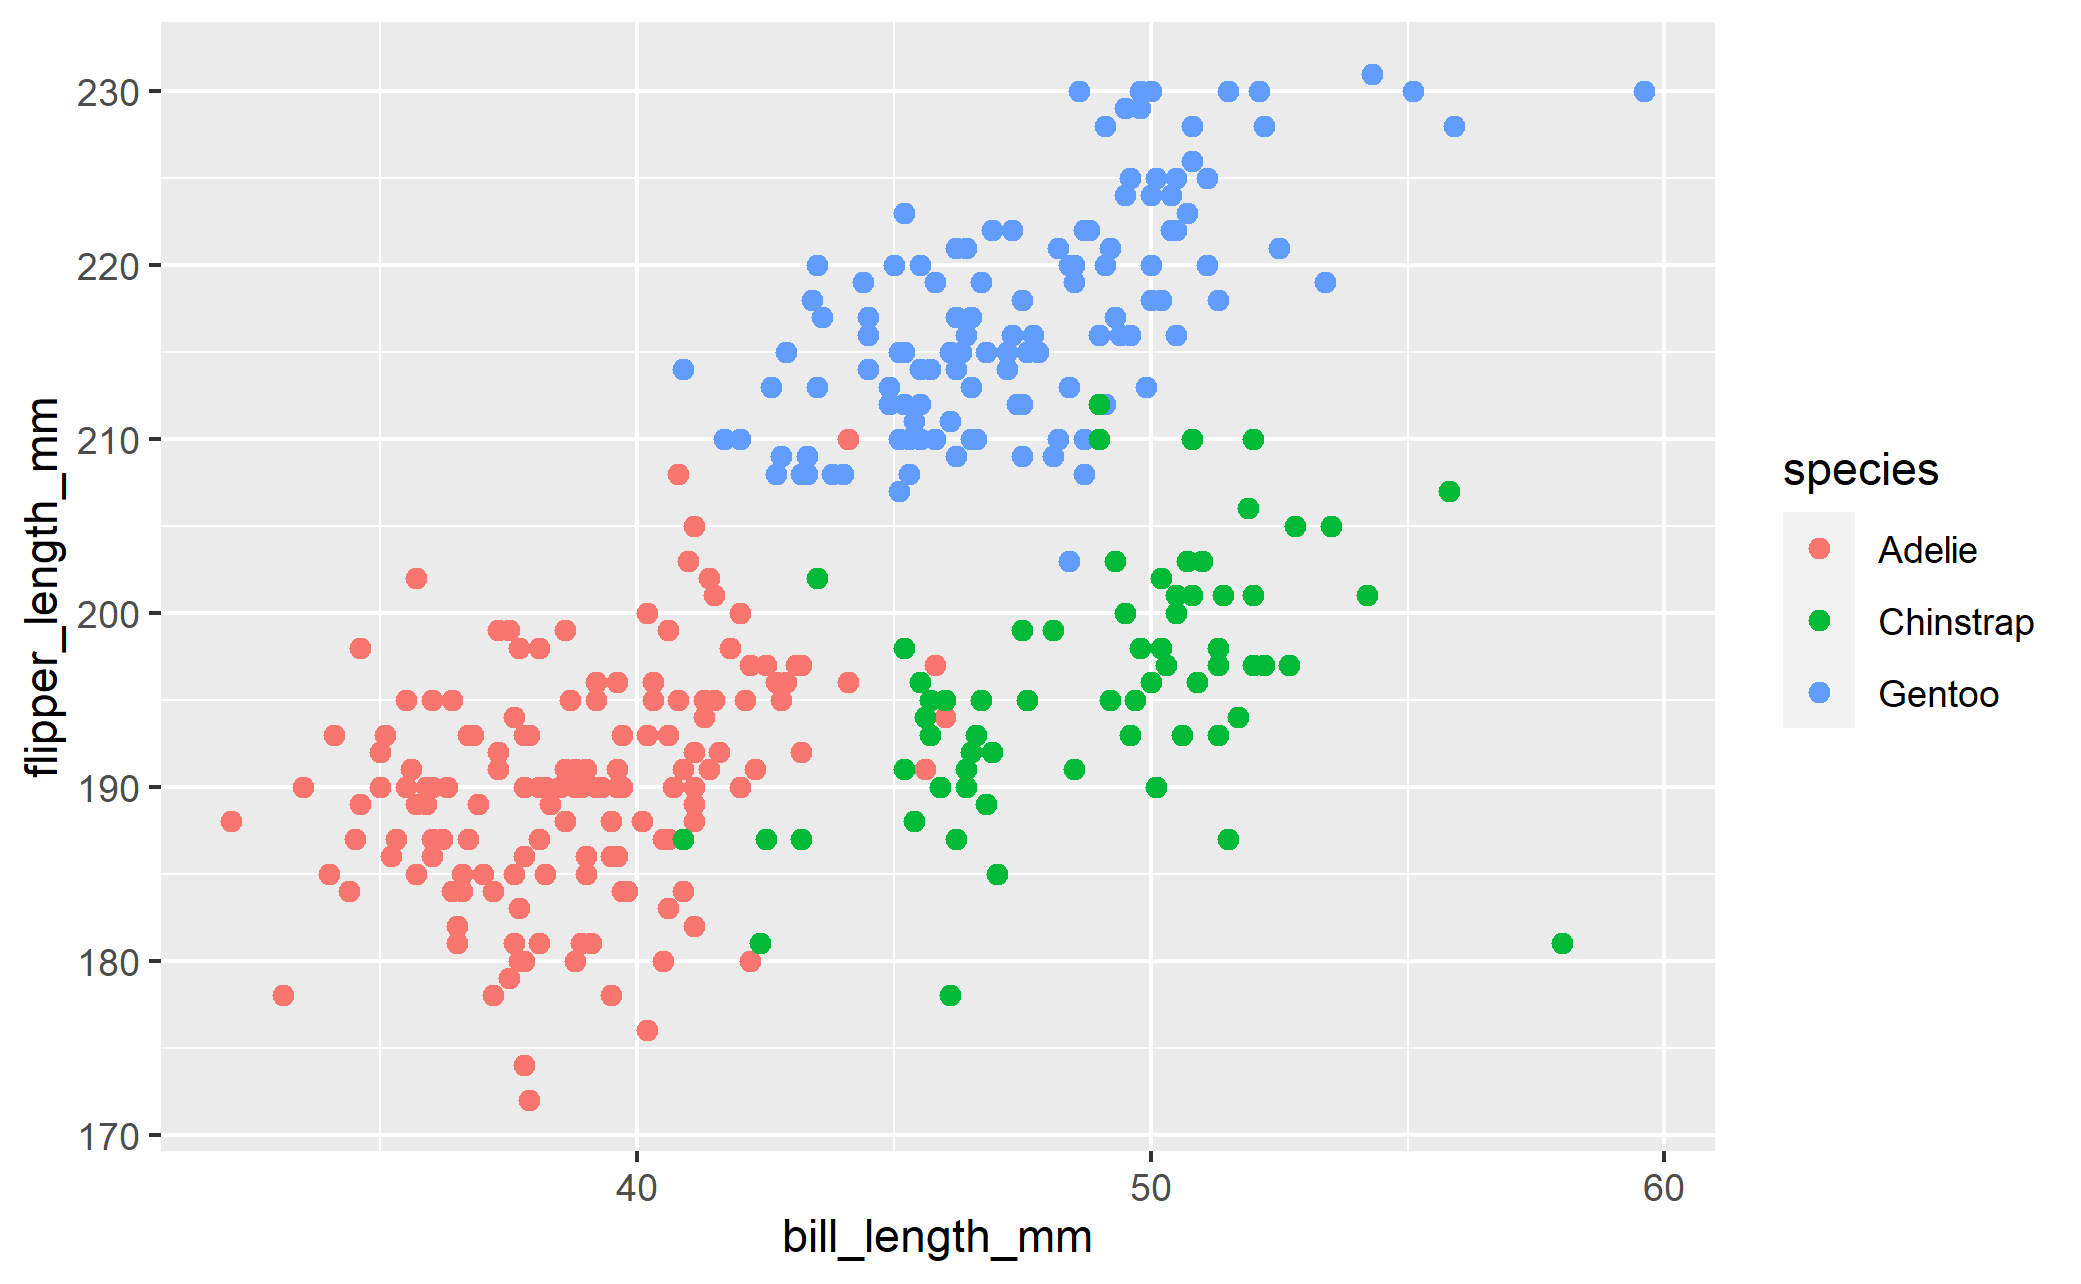 230
220
210
200
190
180
170
flipper_length_mm
40 50 60
bill_length_mm
species
Adelie
Chinstrap
Gentoo